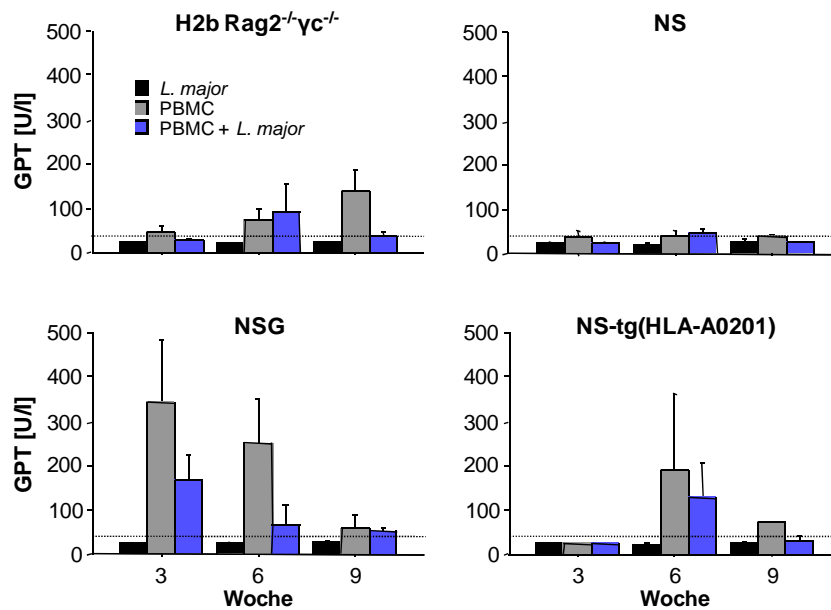 H2b Rag2-/-γc-/-
NS
500
400
300
200
100
0
GPT [U/l]
L. major
PBMC
PBMC + L. major
500
400
300
200
100
0
NSG
NS-tg(HLA-A0201)
500
400
300
200
100
0
GPT [U/l]
3
6
9
Woche
500
400
300
200
100
0
3
6
9
Woche